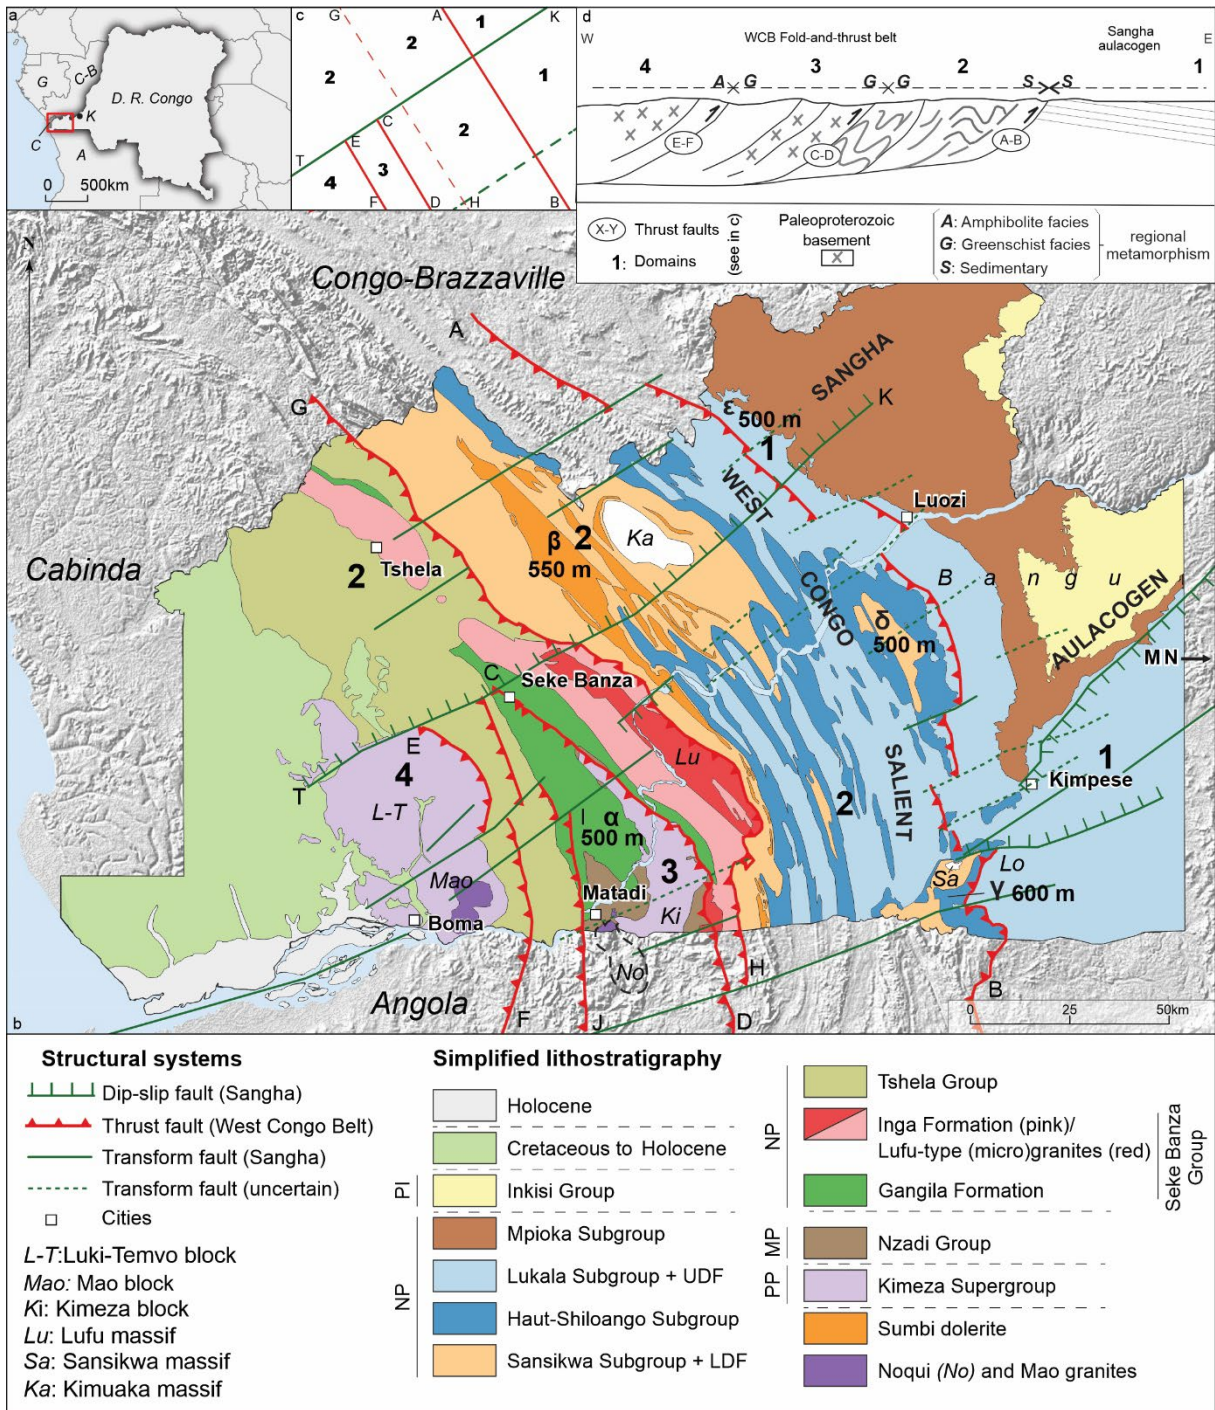 a
G
C-B
D. R. Congo
K
C
A
0 500km
c
G
A
1
K
2
2
1
2
C
E
T
3
4
F
D
H
B
d
W
WCB Fold-and-thrust belt
Sangha
aulacogen
E
4
A
G
3
G
G
2
S
S
1
E-F
C-D
A-B
1
1
1
X-Y Thrust faults
1: Domains
(see in c)
Paleoproterozoic
basement
A: Amphibolite facies
G: Greenschist facies
S: Sedimentary
regional
metamorphism
N
Congo-Brazzaville
A
SANGHA
G
ε
500 m
K
1
WEST
Luozi
β 2
550 m
Ka
Cabinda
Tshela
2
CONGO
B a n g u
δ
500 m
AULACOGEN
MN
C
Seke Banza
E
T
4
L-T
Lu
SALIENT
1
Kimpese
2
α
500 m
3
Mao
Matadi
Boma
Ki
Sa
Lo
γ 600 m
No
H
Angola
F
J
D
B
0 25 50km
b
Structural systems
Dip-slip fault (Sangha)
Thrust fault (West Congo Belt)
Transform fault (Sangha)
Transform fault (uncertain)
Cities
L-T:Luki-Temvo block
Mao: Mao block
Ki: Kimeza block
Lu: Lufu massif
Sa: Sansikwa massif
Ka: Kimuaka massif
Simplified lithostratigraphy
Holocene
Cretaceous to Holocene
PI
Inkisi Group
NP
Mpioka Subgroup
Lukala Subgroup + UDF
Haut-Shiloango Subgroup
Sansikwa Subgroup + LDF
NP
Tshela Group
Inga Formation (pink)/
Lufu-type (micro)granites (red)
Gangila Formation
Seke Banza
Group
MP
Nzadi Group
PP
Kimeza Supergroup
Sumbi dolerite
Noqui (No) and Mao granites